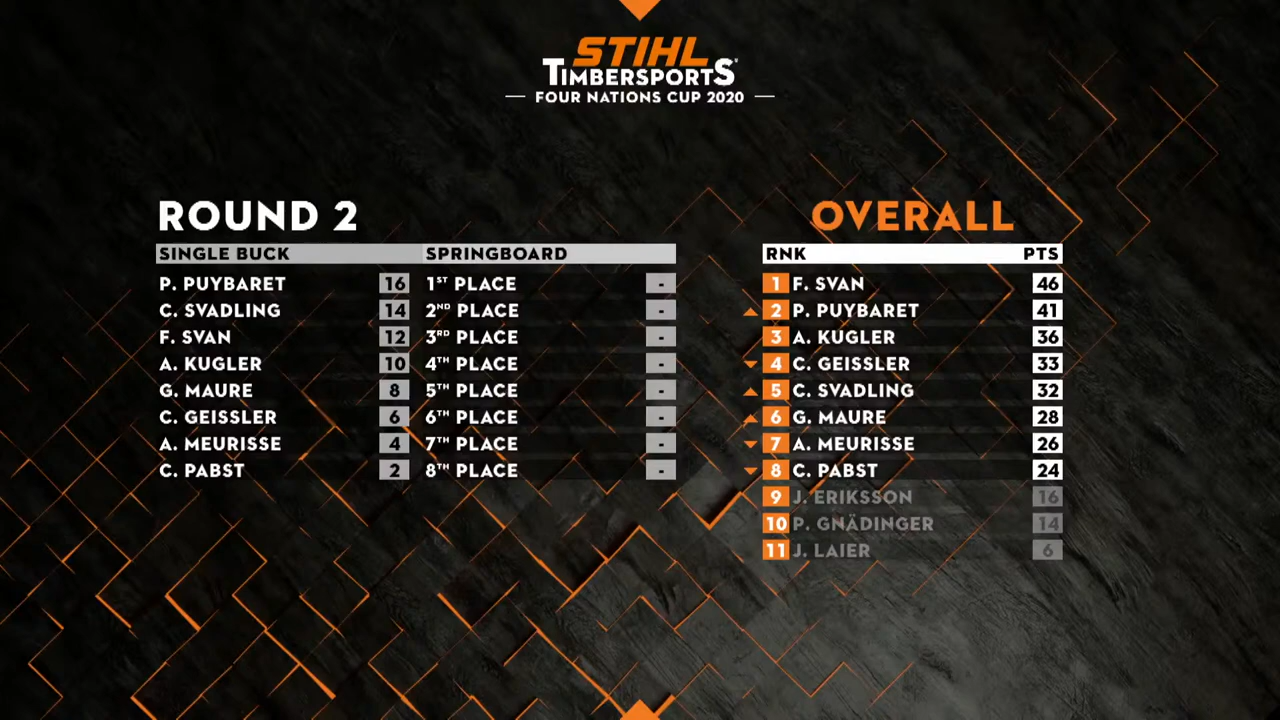 STIHL
TIMBERSPORTS®
FOUR NATIONS CUP 2020
ROUND 2
SINGLE BUCK SPRINGBOARD
P. PUYBARET 16 1ST PLACE -
C. SVADLING 14 2ND PLACE -
F. SVAN 12 3RD PLACE -
A. KUGLER 10 4TH PLACE -
G. MAURE 8 5TH PLACE -
C. GEISSLER 6 6TH PLACE -
A. MEURISSE 4 7TH PLACE -
C. PABST 2 8TH PLACE -
OVERALL
RNK PTS
1 F. SVAN 46
2 P. PUYBARET 41
3 A. KUGLER 36
4 C. GEISSLER 33
5 C. SVADLING 32
6 G. MAURE 28
7 A. MEURISSE 26
8 C. PABST 24
9 J. ERIKSSON 16
10 P. GNÄDINGER 14
11 J. LAIER 6